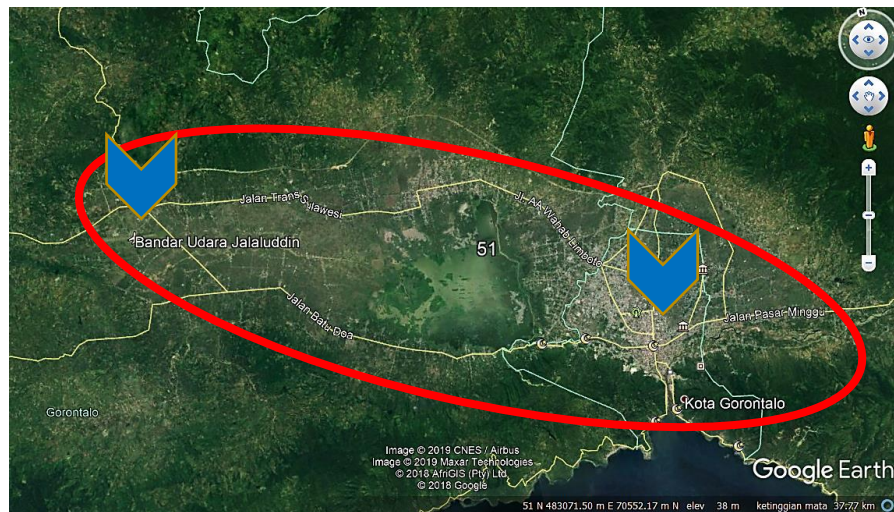 N
Jalan Trans Sulawesi
Jl. AA Wahab Limboto
Bandar Udara Jalaluddin
51
Jalan Batu Doa
Jalan Pasar Minggu
Gorontalo
Kota Gorontalo
Image © 2019 CNES / Airbus
Image © 2019 Maxar Technologies
© 2018 AfriGIS (Pty) Ltd
© 2018 Google
Google Earth
51 N 483071.50 m E 70552.17 m N elev 38 m ketinggian mata 37.77 km